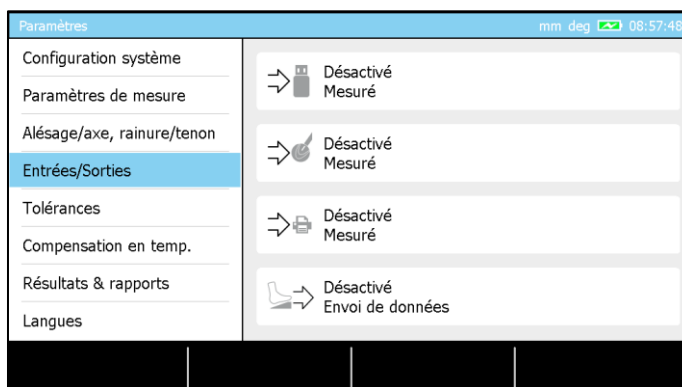 Paramètres
mm deg 08:57:48
Configuration système
Paramètres de mesure
Alésage/axe, rainure/tenon
Entrées/Sorties
Tolérances
Compensation en temp.
Résultats & rapports
Langues
Désactivé
Mesuré
Désactivé
Mesuré
Désactivé
Mesuré
Désactivé
Envoi de données